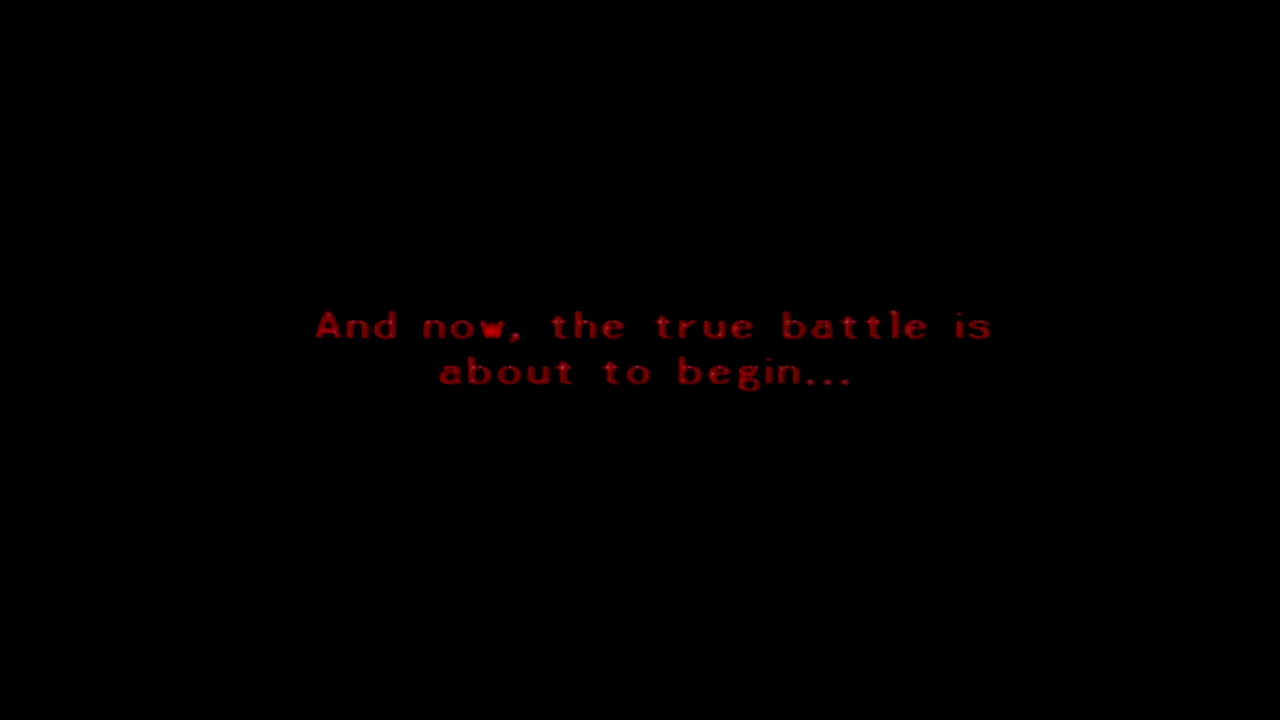 And now, the true battle is
about to begin...